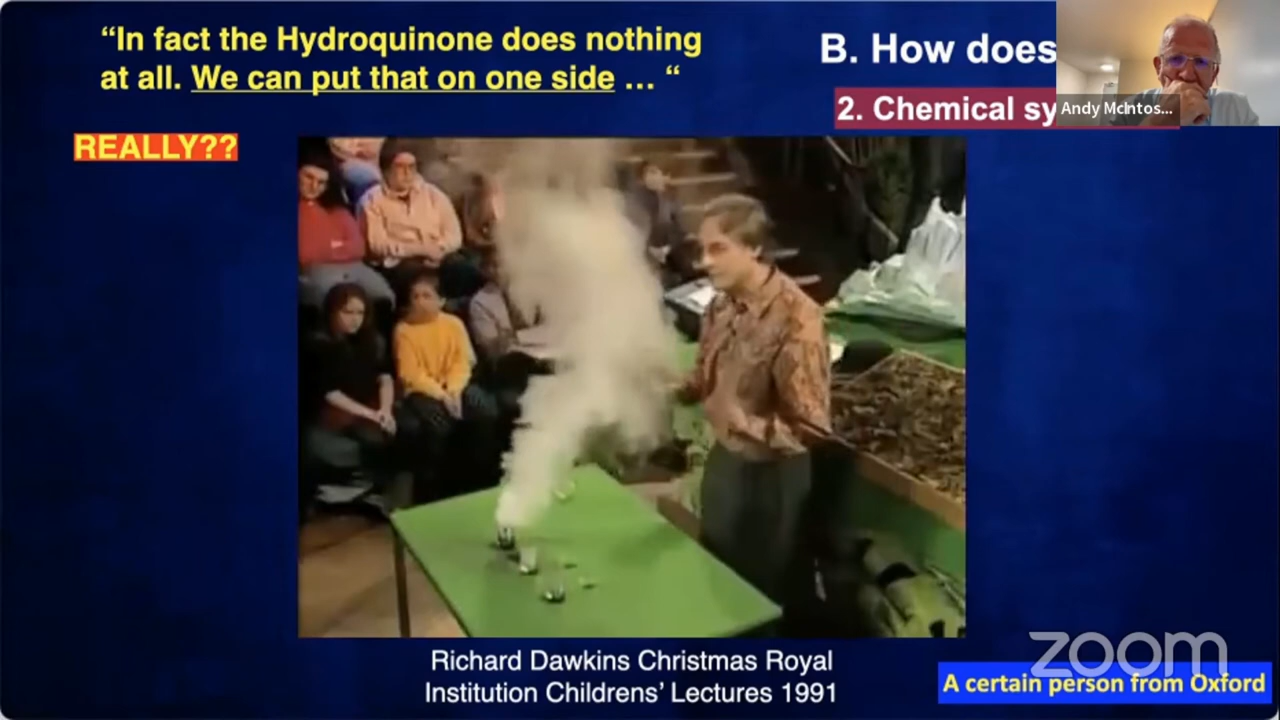 “In fact the Hydroquinone does nothing
at all. We can put that on one side … “
B. How does
2. Chemical sy
Andy McIntos...
REALLY??
Richard Dawkins Christmas Royal
Institution Childrens’ Lectures 1991
zoom
A certain person from Oxford